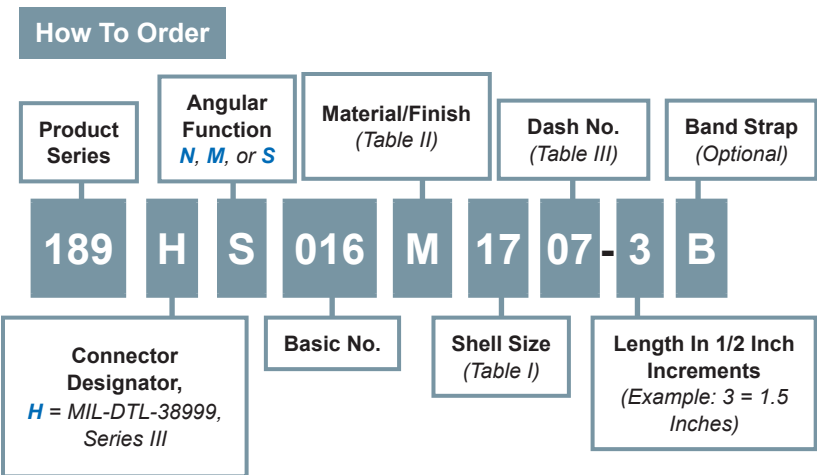 How To Order
Product
Series
Angular
Function
N, M, or S
Material/Finish
(Table II)
Dash No.
(Table III)
Band Strap
(Optional)
189 H S 016 M 17 07 - 3 B
Connector
Designator,
H = MIL-DTL-38999,
Series III
Basic No.
Shell Size
(Table I)
Length In 1/2 Inch
Increments
(Example: 3 = 1.5
Inches)